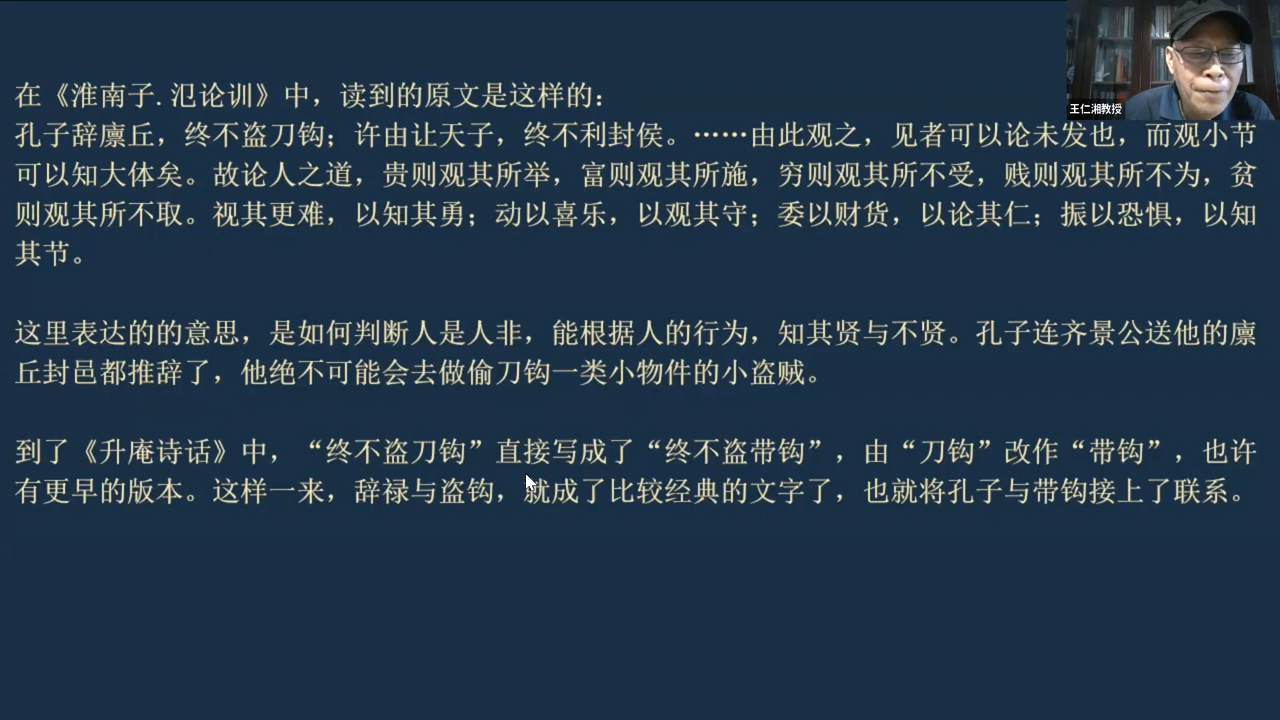 王仁湘教授
在《淮南子.氾论训》中，读到的原文是这样的：
孔子辞廪丘，终不盗刀钩；许由让天子，终不利封侯。……由此观之，见者可以论未发也，而观小节
可以知大体矣。故论人之道，贵则观其所举，富则观其所施，穷则观其所不受，贱则观其所不为，贫
则观其所不取。视其更难，以知其勇；动以喜乐，以观其守；委以财货，以论其仁；振以恐惧，以知
其节。
这里表达的的意思，是如何判断人是人非，能根据人的行为，知其贤与不贤。孔子连齐景公送他的廪
丘封邑都推辞了，他绝不可能会去做偷刀钩一类小物件的小盗贼。
到了《升庵诗话》中，“终不盗刀钩”直接写成了“终不盗带钩”，由“刀钩”改作“带钩”，也许
有更早的版本。这样一来，辞禄与盗钩，就成了比较经典的文字了，也就将孔子与带钩接上了联系。